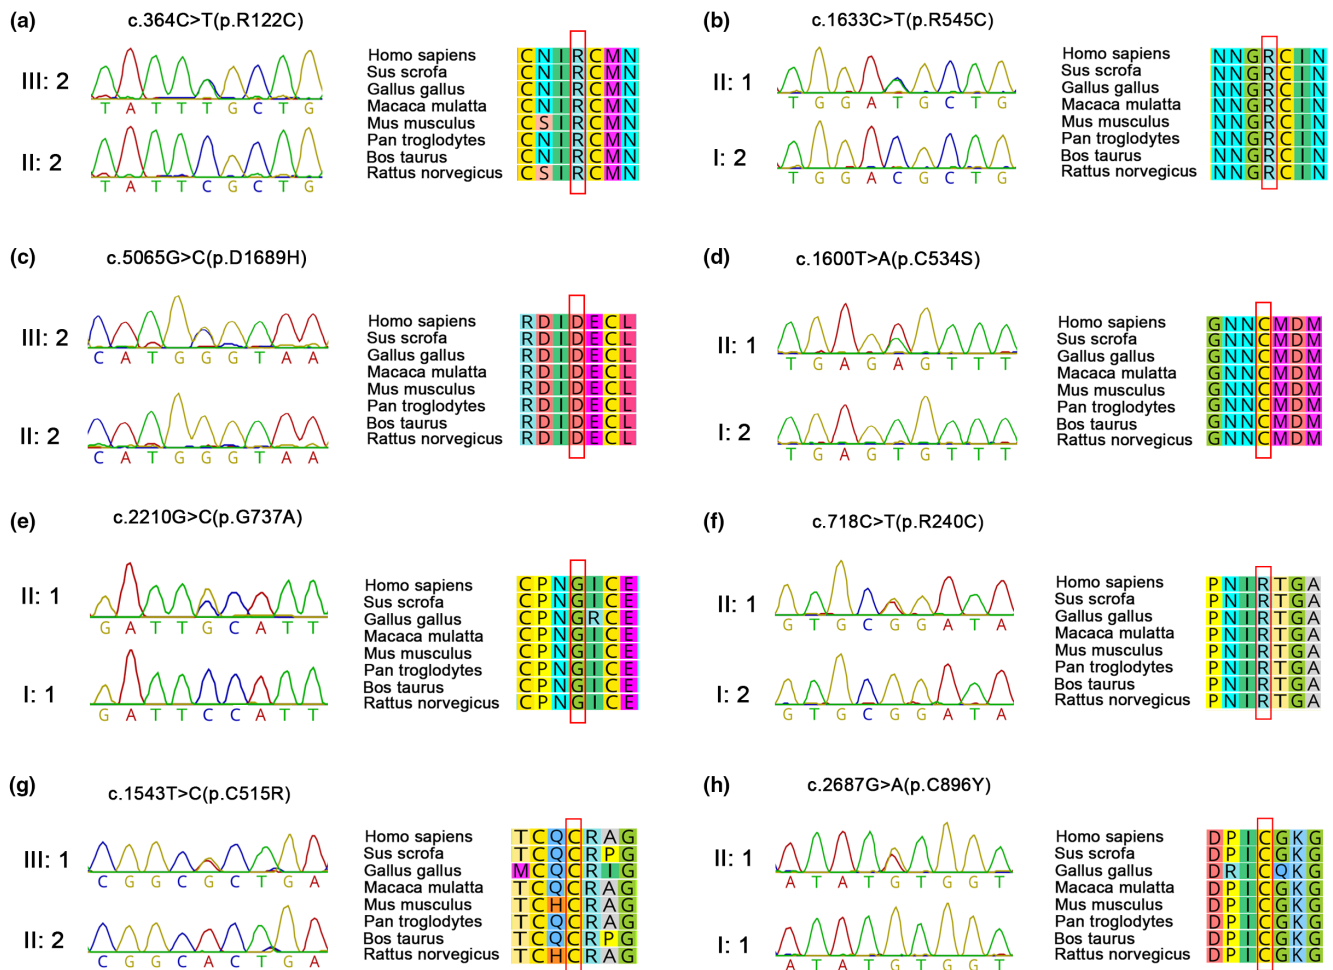 (a)
c.364C>T(p.R122C)
III: 2
T A T T T G C T G
II: 2
T A T T C G C T G
Homo sapiens C N I R C M N
Sus scrofa C N I R C M N
Gallus gallus C N I R C M N
Macaca mulatta C N I R C M N
Mus musculus C S I R C M N
Pan troglodytes C N I R C M N
Bos taurus C N I R C M N
Rattus norvegicus C S I R C M N
(b)
c.1633C>T(p.R545C)
II: 1
T G G A T G C T G
I: 2
T G G A C G C T G
Homo sapiens N N G R C I N
Sus scrofa N N G R C I N
Gallus gallus N N G R C I N
Macaca mulatta N N G R C I N
Mus musculus N N G R C I N
Pan troglodytes N N G R C I N
Bos taurus N N G R C I N
Rattus norvegicus N N G R C I N
(c)
c.5065G>C(p.D1689H)
III: 2
C A T G G G T A A
II: 2
C A T G G G T A A
Homo sapiens R D I D E C L
Sus scrofa R D I D E C L
Gallus gallus R D I D E C L
Macaca mulatta R D I D E C L
Mus musculus R D I D E C L
Pan troglodytes R D I D E C L
Bos taurus R D I D E C L
Rattus norvegicus R D I D E C L
(d)
c.1600T>A(p.C534S)
II: 1
T G A G A G T T T
I: 2
T G A G T G T T T
Homo sapiens G N N C M D M
Sus scrofa G N N C M D M
Gallus gallus G N N C M D M
Macaca mulatta G N N C M D M
Mus musculus G N N C M D M
Pan troglodytes G N N C M D M
Bos taurus G N N C M D M
Rattus norvegicus G N N C M D M
(e)
c.2210G>C(p.G737A)
II: 1
G A T T G C A T T
I: 1
G A T T C C A T T
Homo sapiens C P N G I C E
Sus scrofa C P N G I C E
Gallus gallus C P N G R C E
Macaca mulatta C P N G I C E
Mus musculus C P N G I C E
Pan troglodytes C P N G I C E
Bos taurus C P N G I C E
Rattus norvegicus C P N G I C E
(f)
c.718C>T(p.R240C)
II: 1
G T G C G G A T A
I: 2
G T G C G G A T A
Homo sapiens P N I R T G A
Sus scrofa P N I R T G A
Gallus gallus P N I R T G A
Macaca mulatta P N I R T G A
Mus musculus P N I R T G A
Pan troglodytes P N I R T G A
Bos taurus P N I R T G A
Rattus norvegicus P N I R T G A
(g)
c.1543T>C(p.C515R)
III: 1
C G G C G C T G A
II: 2
C G G C A C T G A
Homo sapiens T C Q C R A G
Sus scrofa T C Q C R P G
Gallus gallus M C Q C R I G
Macaca mulatta T C Q C R A G
Mus musculus T C H C R A G
Pan troglodytes T C Q C R A G
Bos taurus T C Q C R P G
Rattus norvegicus T C H C R A G
(h)
c.2687G>A(p.C896Y)
II: 1
A T A T G T G G T
I: 1
A T A T G T G G T
Homo sapiens D P I C G K G
Sus scrofa D P I C G K G
Gallus gallus D R I C Q K G
Macaca mulatta D P I C G K G
Mus musculus D P I C G K G
Pan troglodytes D P I C G K G
Bos taurus D P I C G K G
Rattus norvegicus D P I C G K G